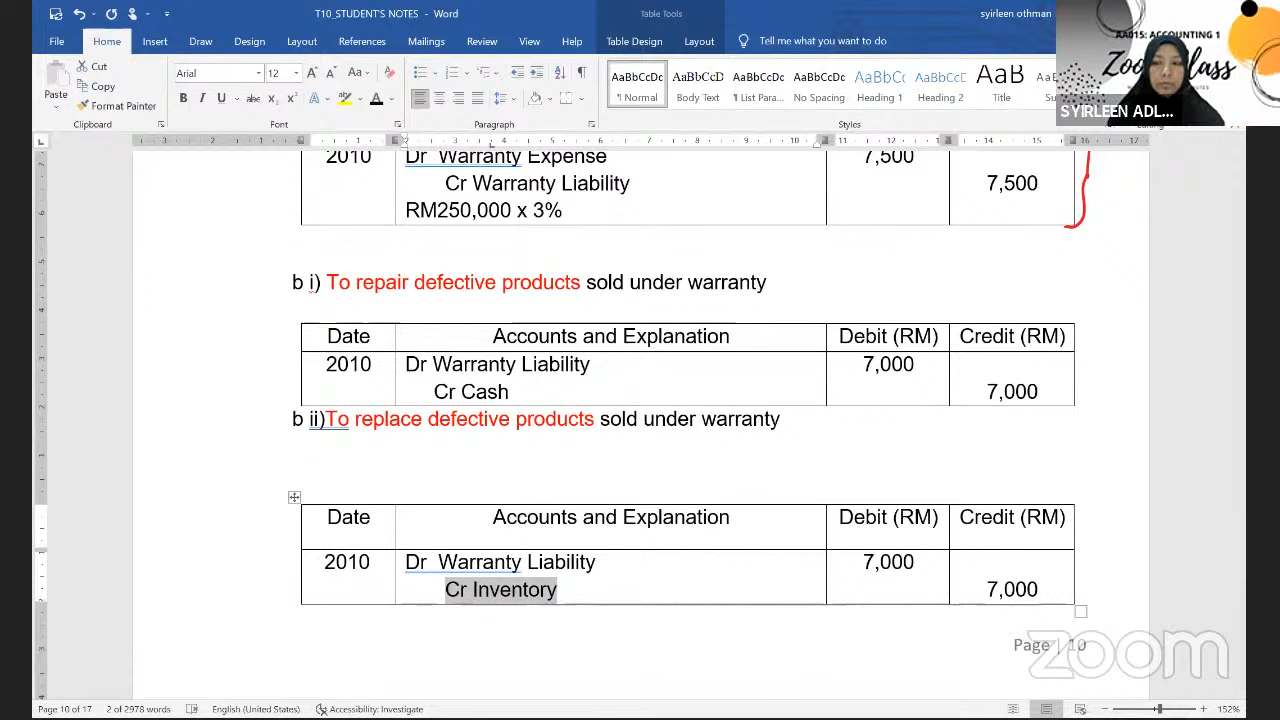 T10_STUDENT'S NOTES - Word
Table Tools
syirleen othman
File Home Insert Draw Design Layout References Mailings Review View Help Table Design Layout Tell me what you want to do
AA015: ACCOUNTING 1
SYIRLEEN ADL...
Paste
Cut
Copy
Format Painter
Arial 12
AaBbCcDc AaBbCcD AaBbCcDc AaBbCcDc AaBbCc AaBbCcD AaB
¶ Normal Body Text ¶ List Para... No Spacing Heading 1 Heading 2 Title
Clipboard Font Paragraph Styles
2010 Dr Warranty Expense 7,500
Cr Warranty Liability 7,500
RM250,000 x 3%
b i) To repair defective products sold under warranty
Date Accounts and Explanation Debit (RM) Credit (RM)
2010 Dr Warranty Liability 7,000
Cr Cash 7,000
b ii)To replace defective products sold under warranty
Date Accounts and Explanation Debit (RM) Credit (RM)
2010 Dr Warranty Liability 7,000
Cr Inventory 7,000
Page | 10
zoom
Page 10 of 17 2 of 2978 words English (United States) Accessibility: Investigate 152%